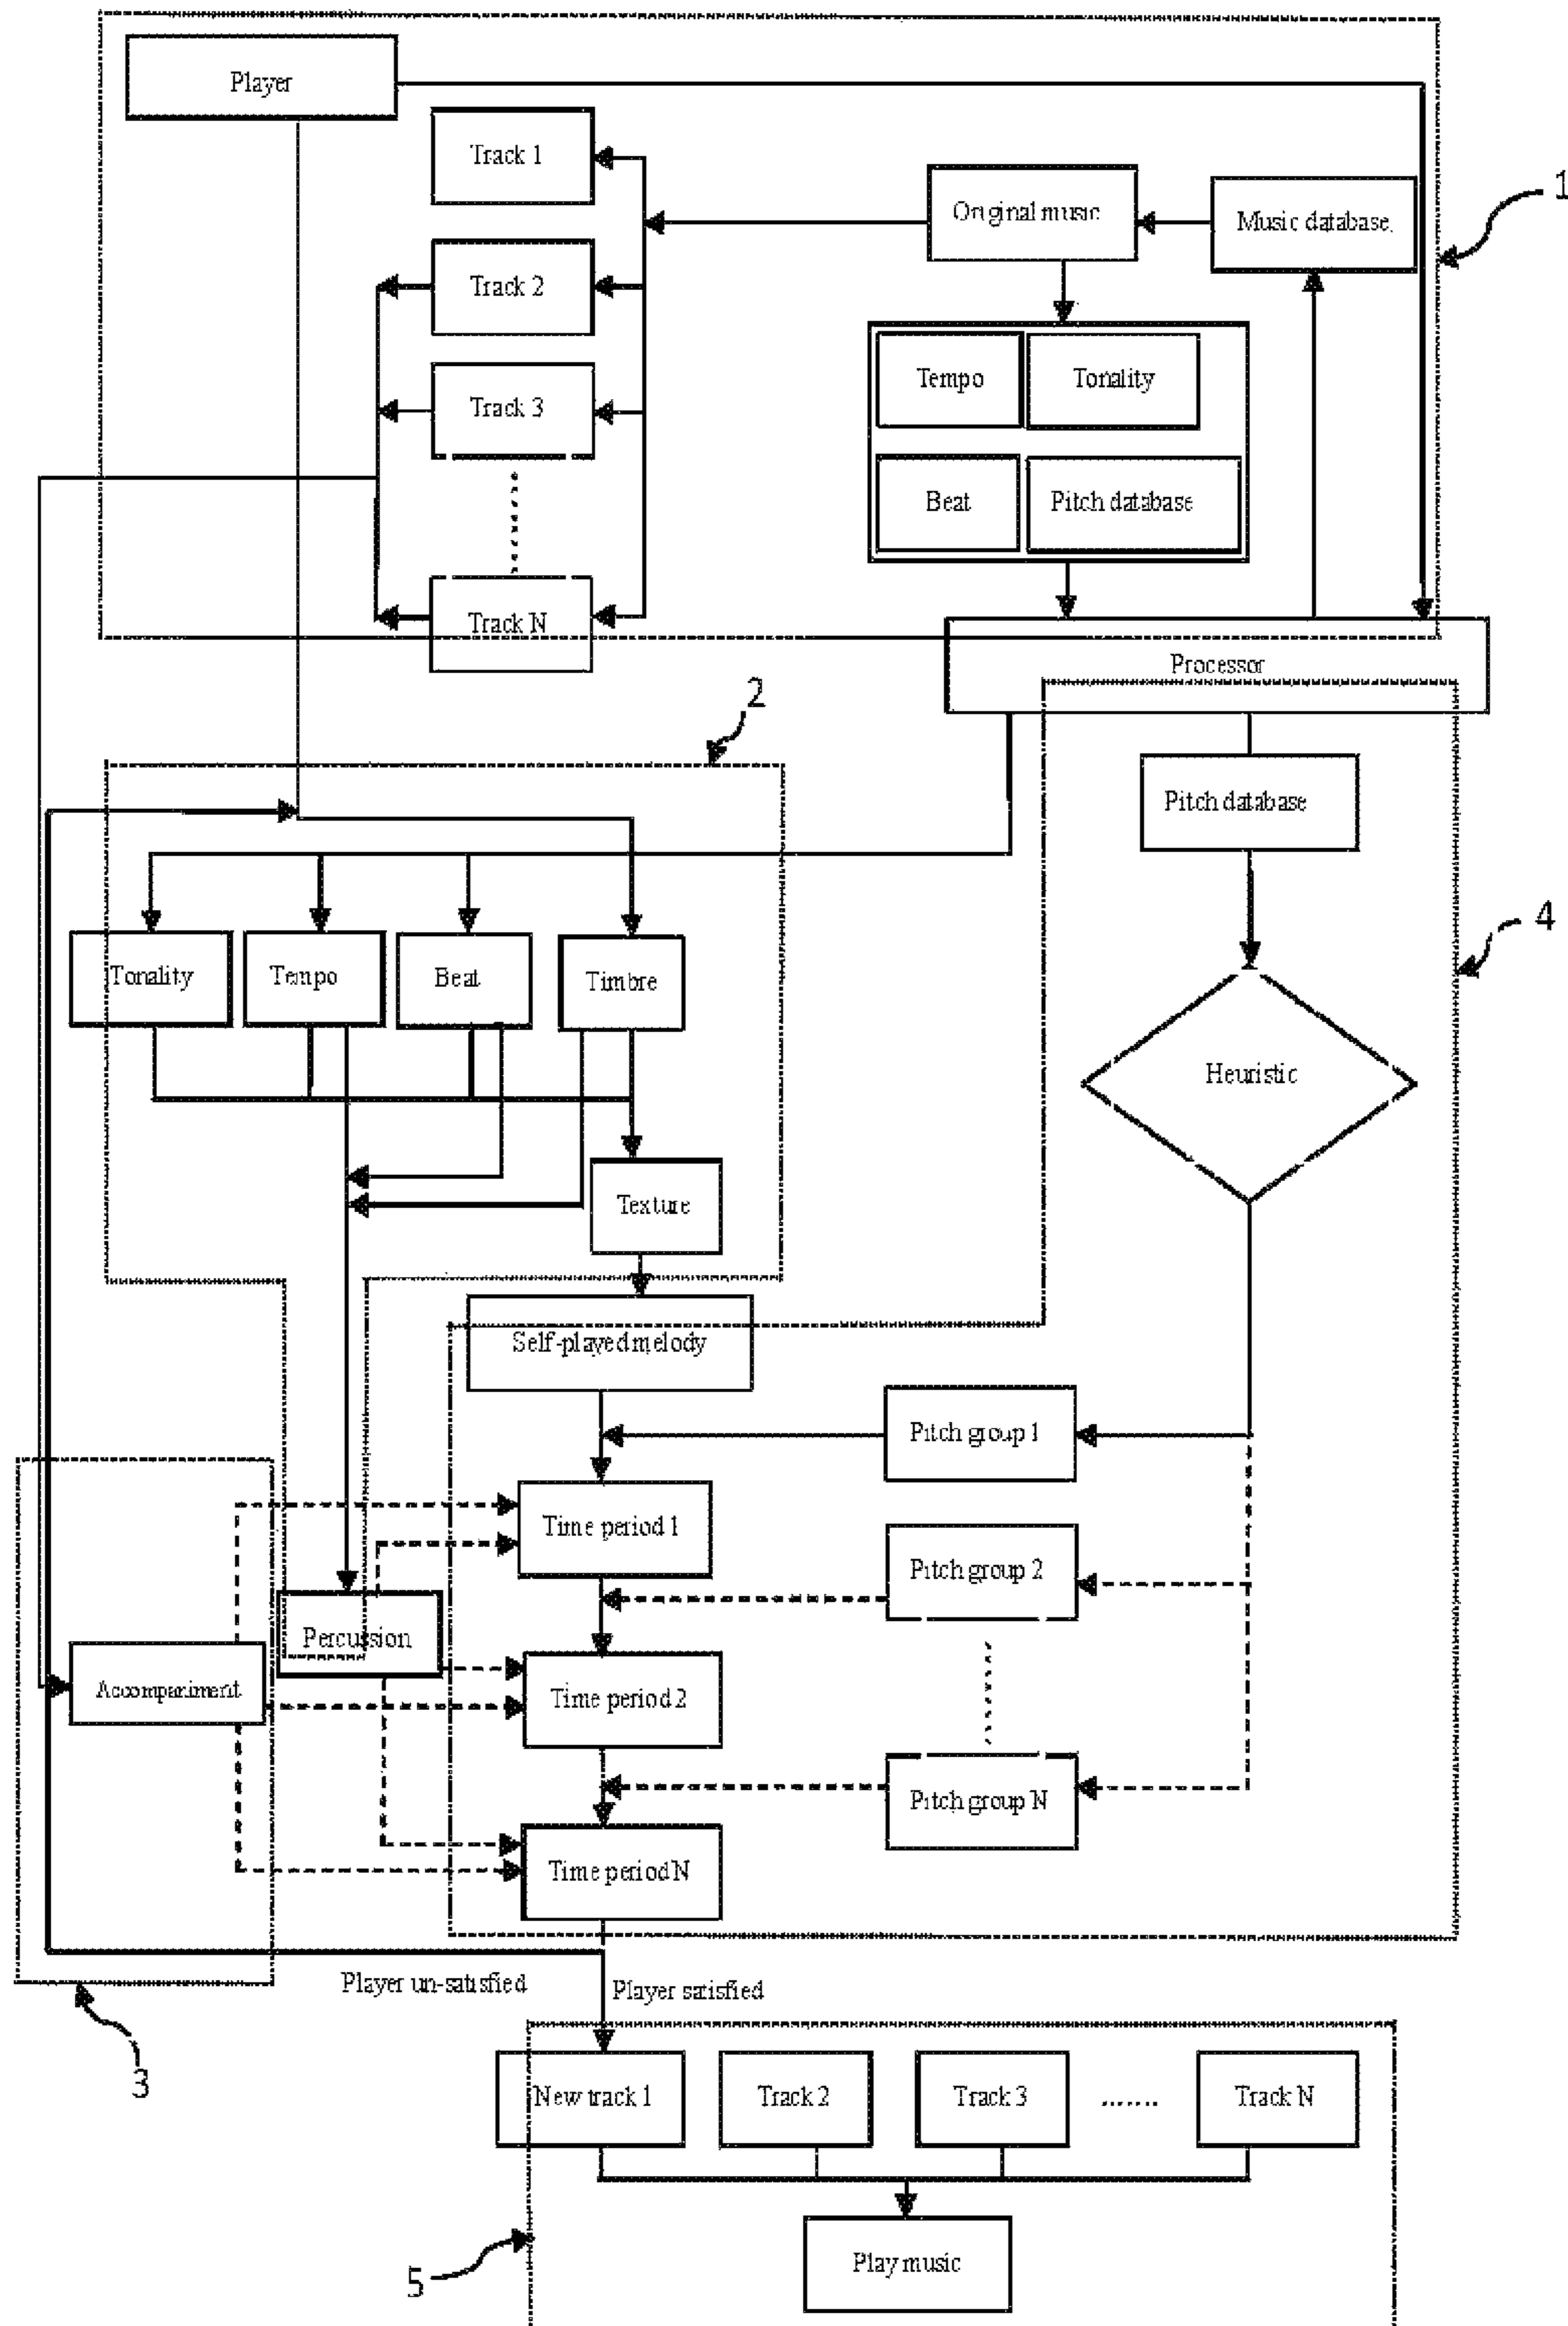 Player
Track 1
Original music
Music database
1
Track 2
Tempo
Tonality
Track 3
Beat
Pitch database
Track N
Processor
2
Pitch database
4
Tonality
Tempo
Beat
Timbre
Heuristic
Texture
Self-played melody
Pitch group 1
Time period 1
Pitch group 2
Percussion
Accompaniment
Time period 2
Pitch group N
Time period N
Player un-satisfied
Player satisfied
3
New track 1
Track 2
Track 3
.......
Track N
5
Play music